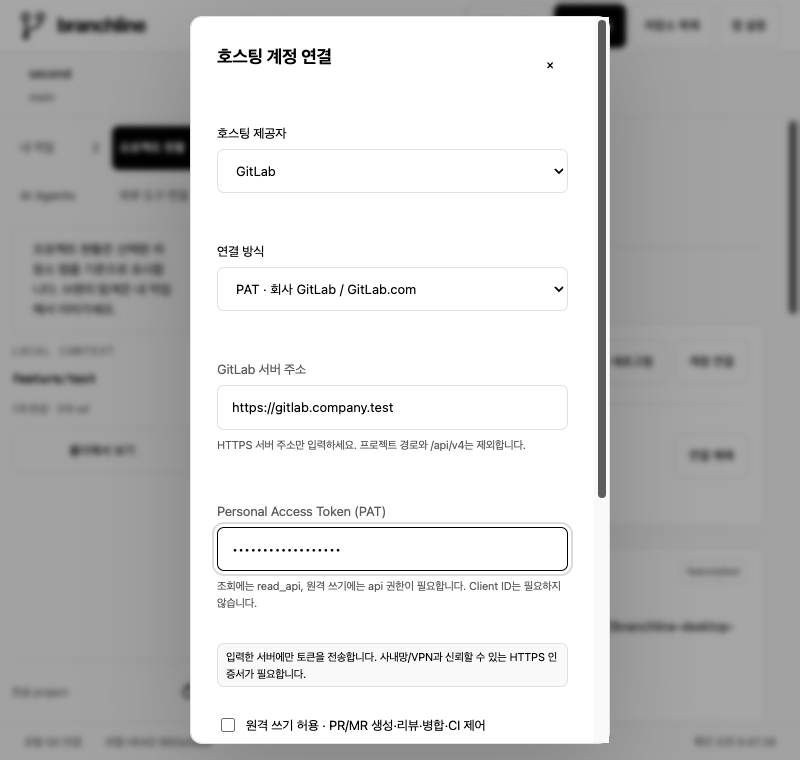 branchline
second
main
호스팅 계정 연결
×
호스팅 제공자
GitLab
연결 방식
PAT · 회사 GitLab / GitLab.com
GitLab 서버 주소
https://gitlab.company.test
HTTPS 서버 주소만 입력하세요. 프로젝트 경로와 /api/v4는 제외합니다.
Personal Access Token (PAT)
••••••••••••••••••
조회에는 read_api, 원격 쓰기에는 api 권한이 필요합니다. Client ID는 필요하지
않습니다.
입력한 서버에만 토큰을 전송합니다. 사내망/VPN과 신뢰할 수 있는 HTTPS 인
증서가 필요합니다.
원격 쓰기 허용 · PR/MR 생성·리뷰·병합·CI 제어
AI Agents
LOCAL CONTEXT
feature/test